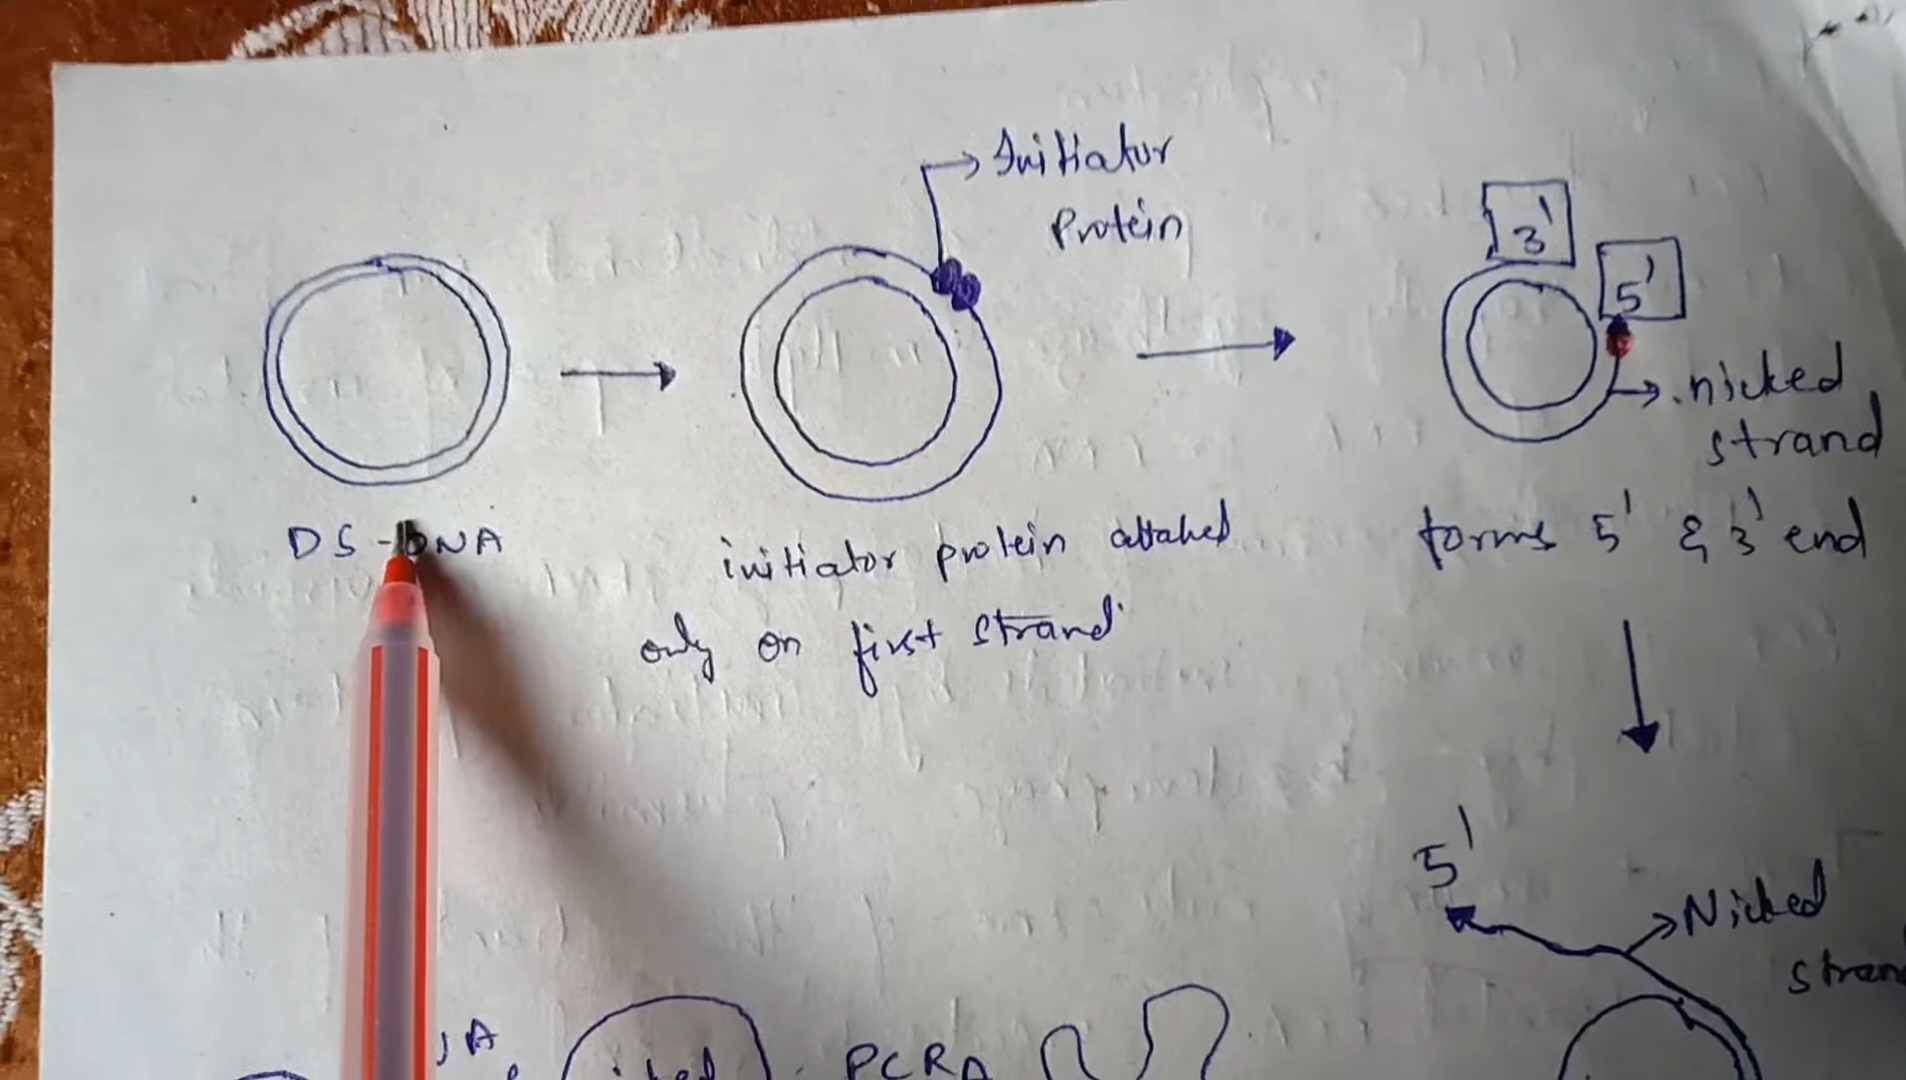 Initiator
Protein
3'
5'
nicked
strand
DS-DNA
initiator protein attahed
only on first strand
forms 5' & 3' end
5'
Nicked
PCRA